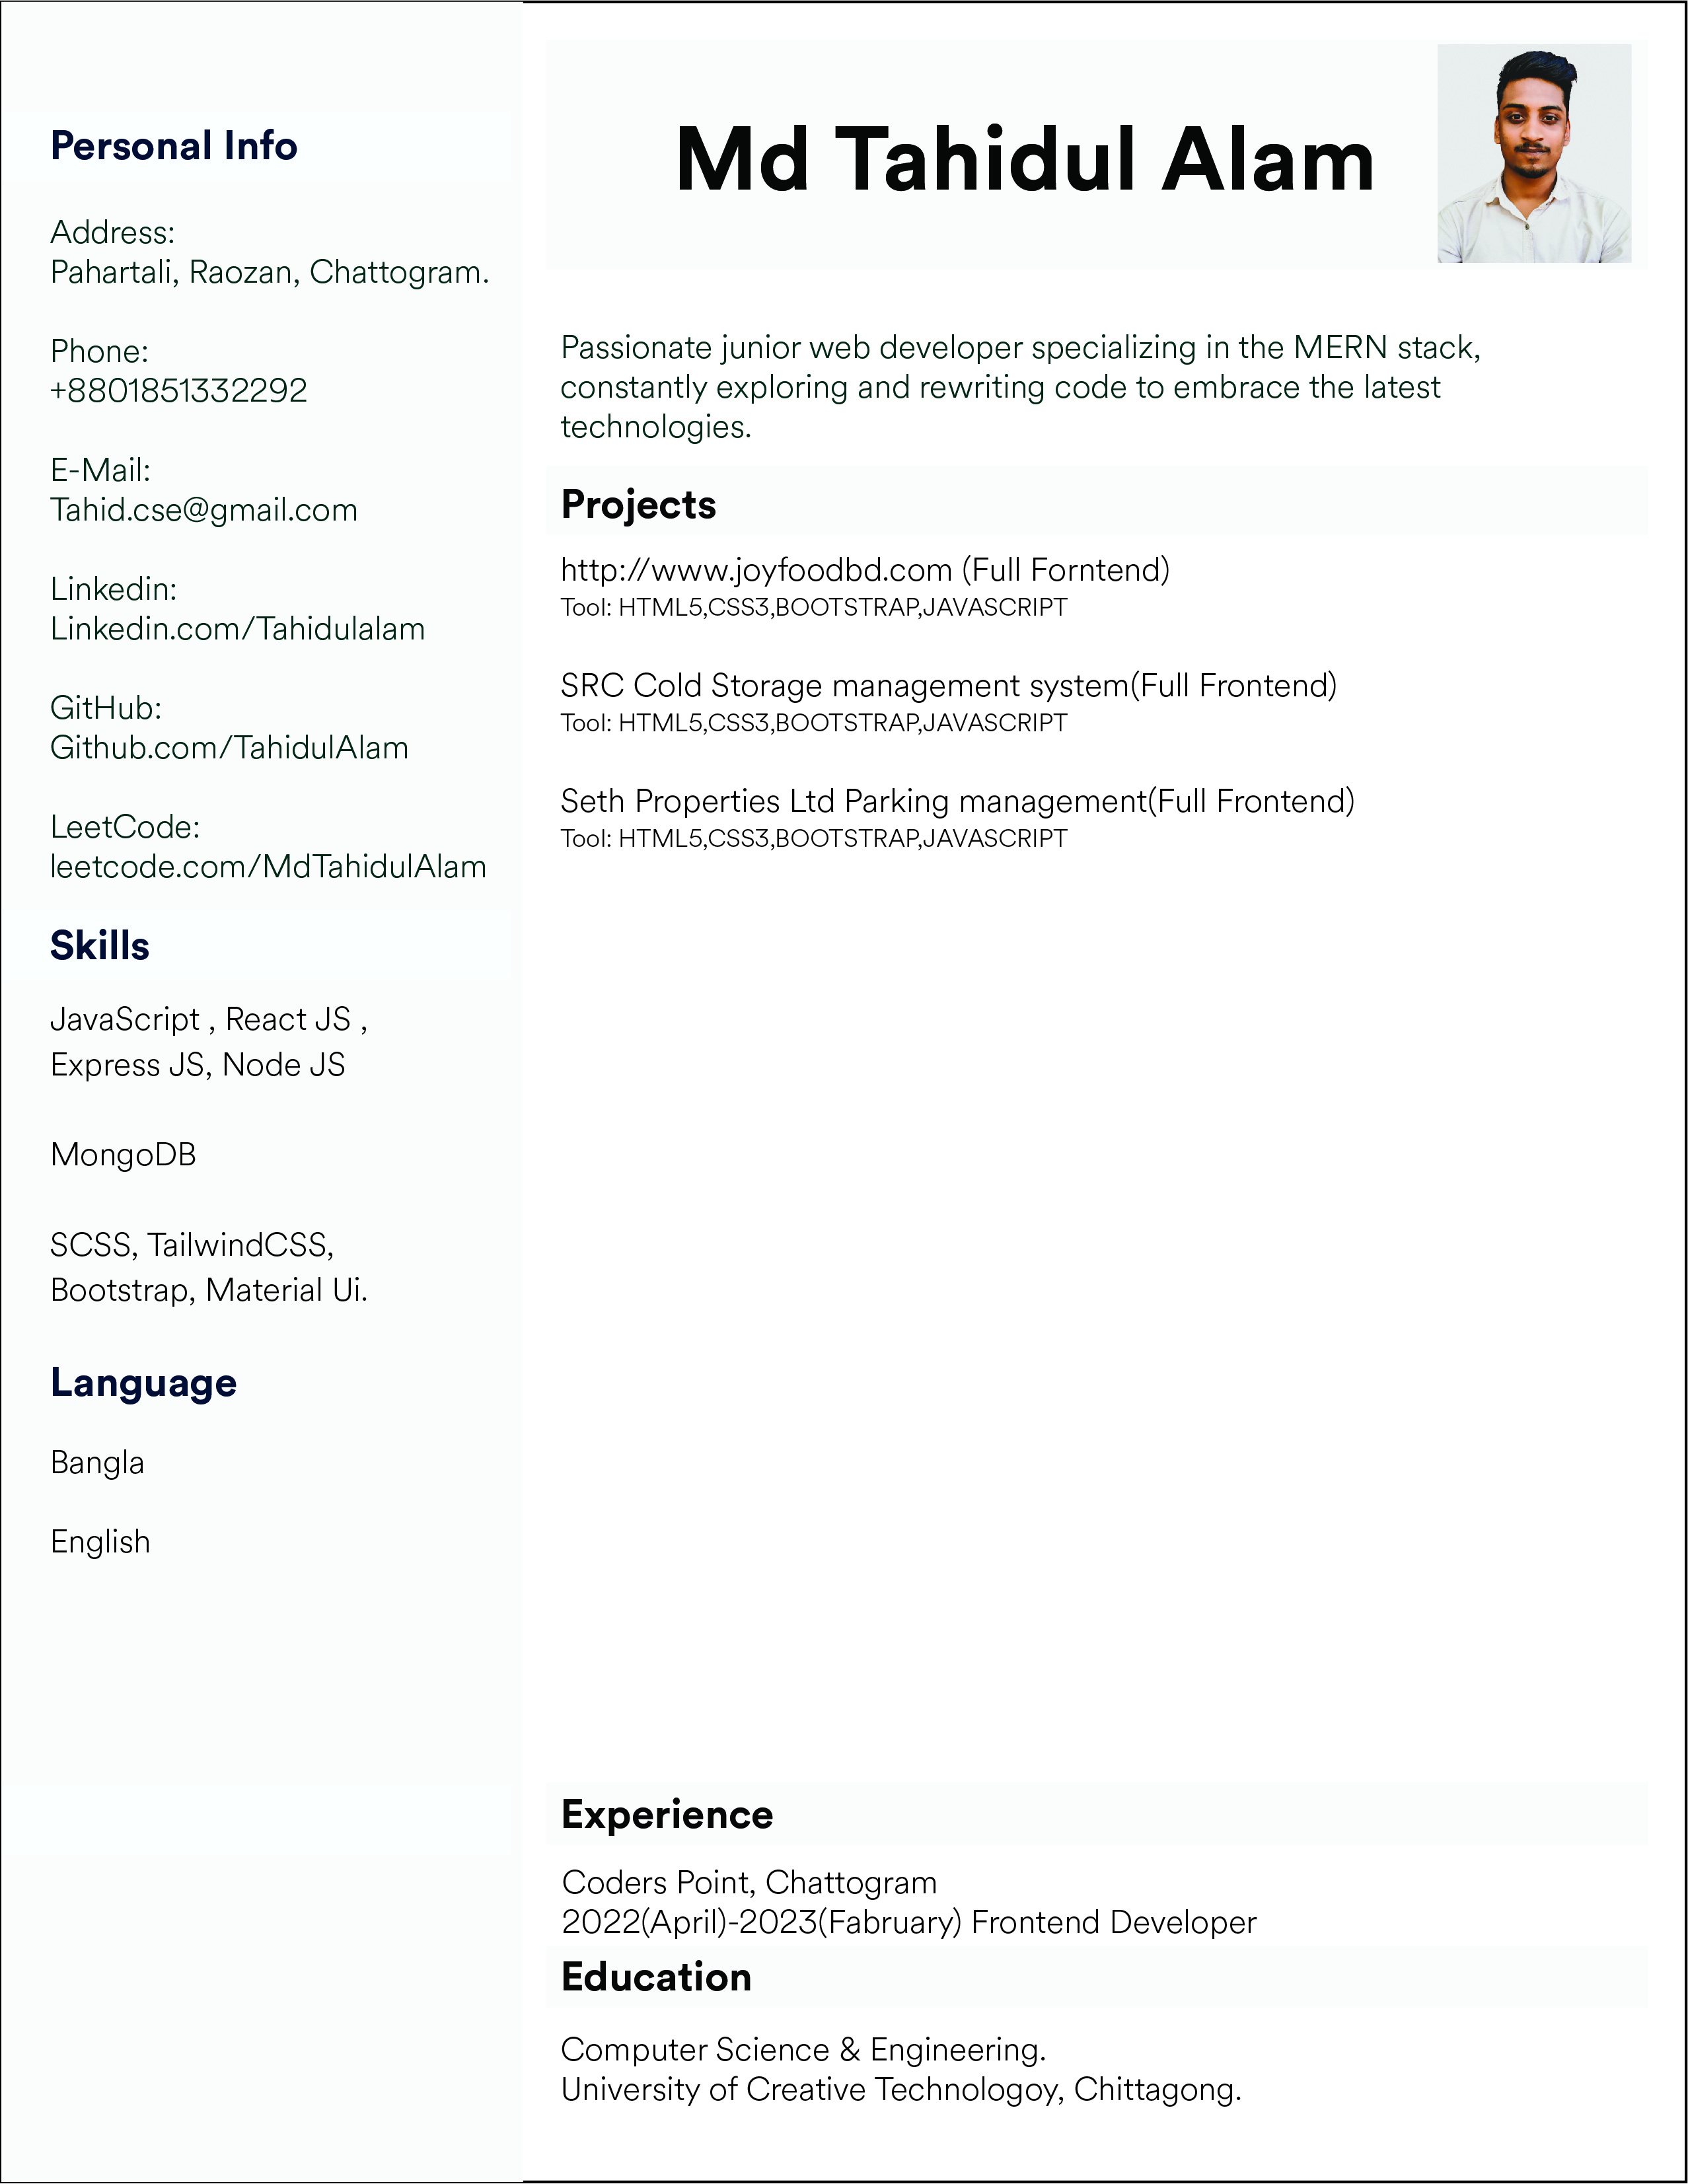 Personal Info
Address:
Pahartali, Raozan, Chattogram.
Phone:
+8801851332292
E-Mail:
Tahid.cse@gmail.com
Linkedin:
Linkedin.com/Tahidulalam
GitHub:
Github.com/TahidulAlam
LeetCode:
leetcode.com/MdTahidulAlam
Skills
JavaScript , React JS ,
Express JS, Node JS
MongoDB
SCSS, TailwindCSS,
Bootstrap, Material Ui.
Language
Bangla
English
Md Tahidul Alam
Passionate junior web developer specializing in the MERN stack,
constantly exploring and rewriting code to embrace the latest
technologies.
Projects
http://www.joyfoodbd.com (Full Forntend)
Tool: HTML5,CSS3,BOOTSTRAP,JAVASCRIPT
SRC Cold Storage management system(Full Frontend)
Tool: HTML5,CSS3,BOOTSTRAP,JAVASCRIPT
Seth Properties Ltd Parking management(Full Frontend)
Tool: HTML5,CSS3,BOOTSTRAP,JAVASCRIPT
Experience
Coders Point, Chattogram
2022(April)-2023(Fabruary) Frontend Developer
Education
Computer Science & Engineering.
University of Creative Technologoy, Chittagong.